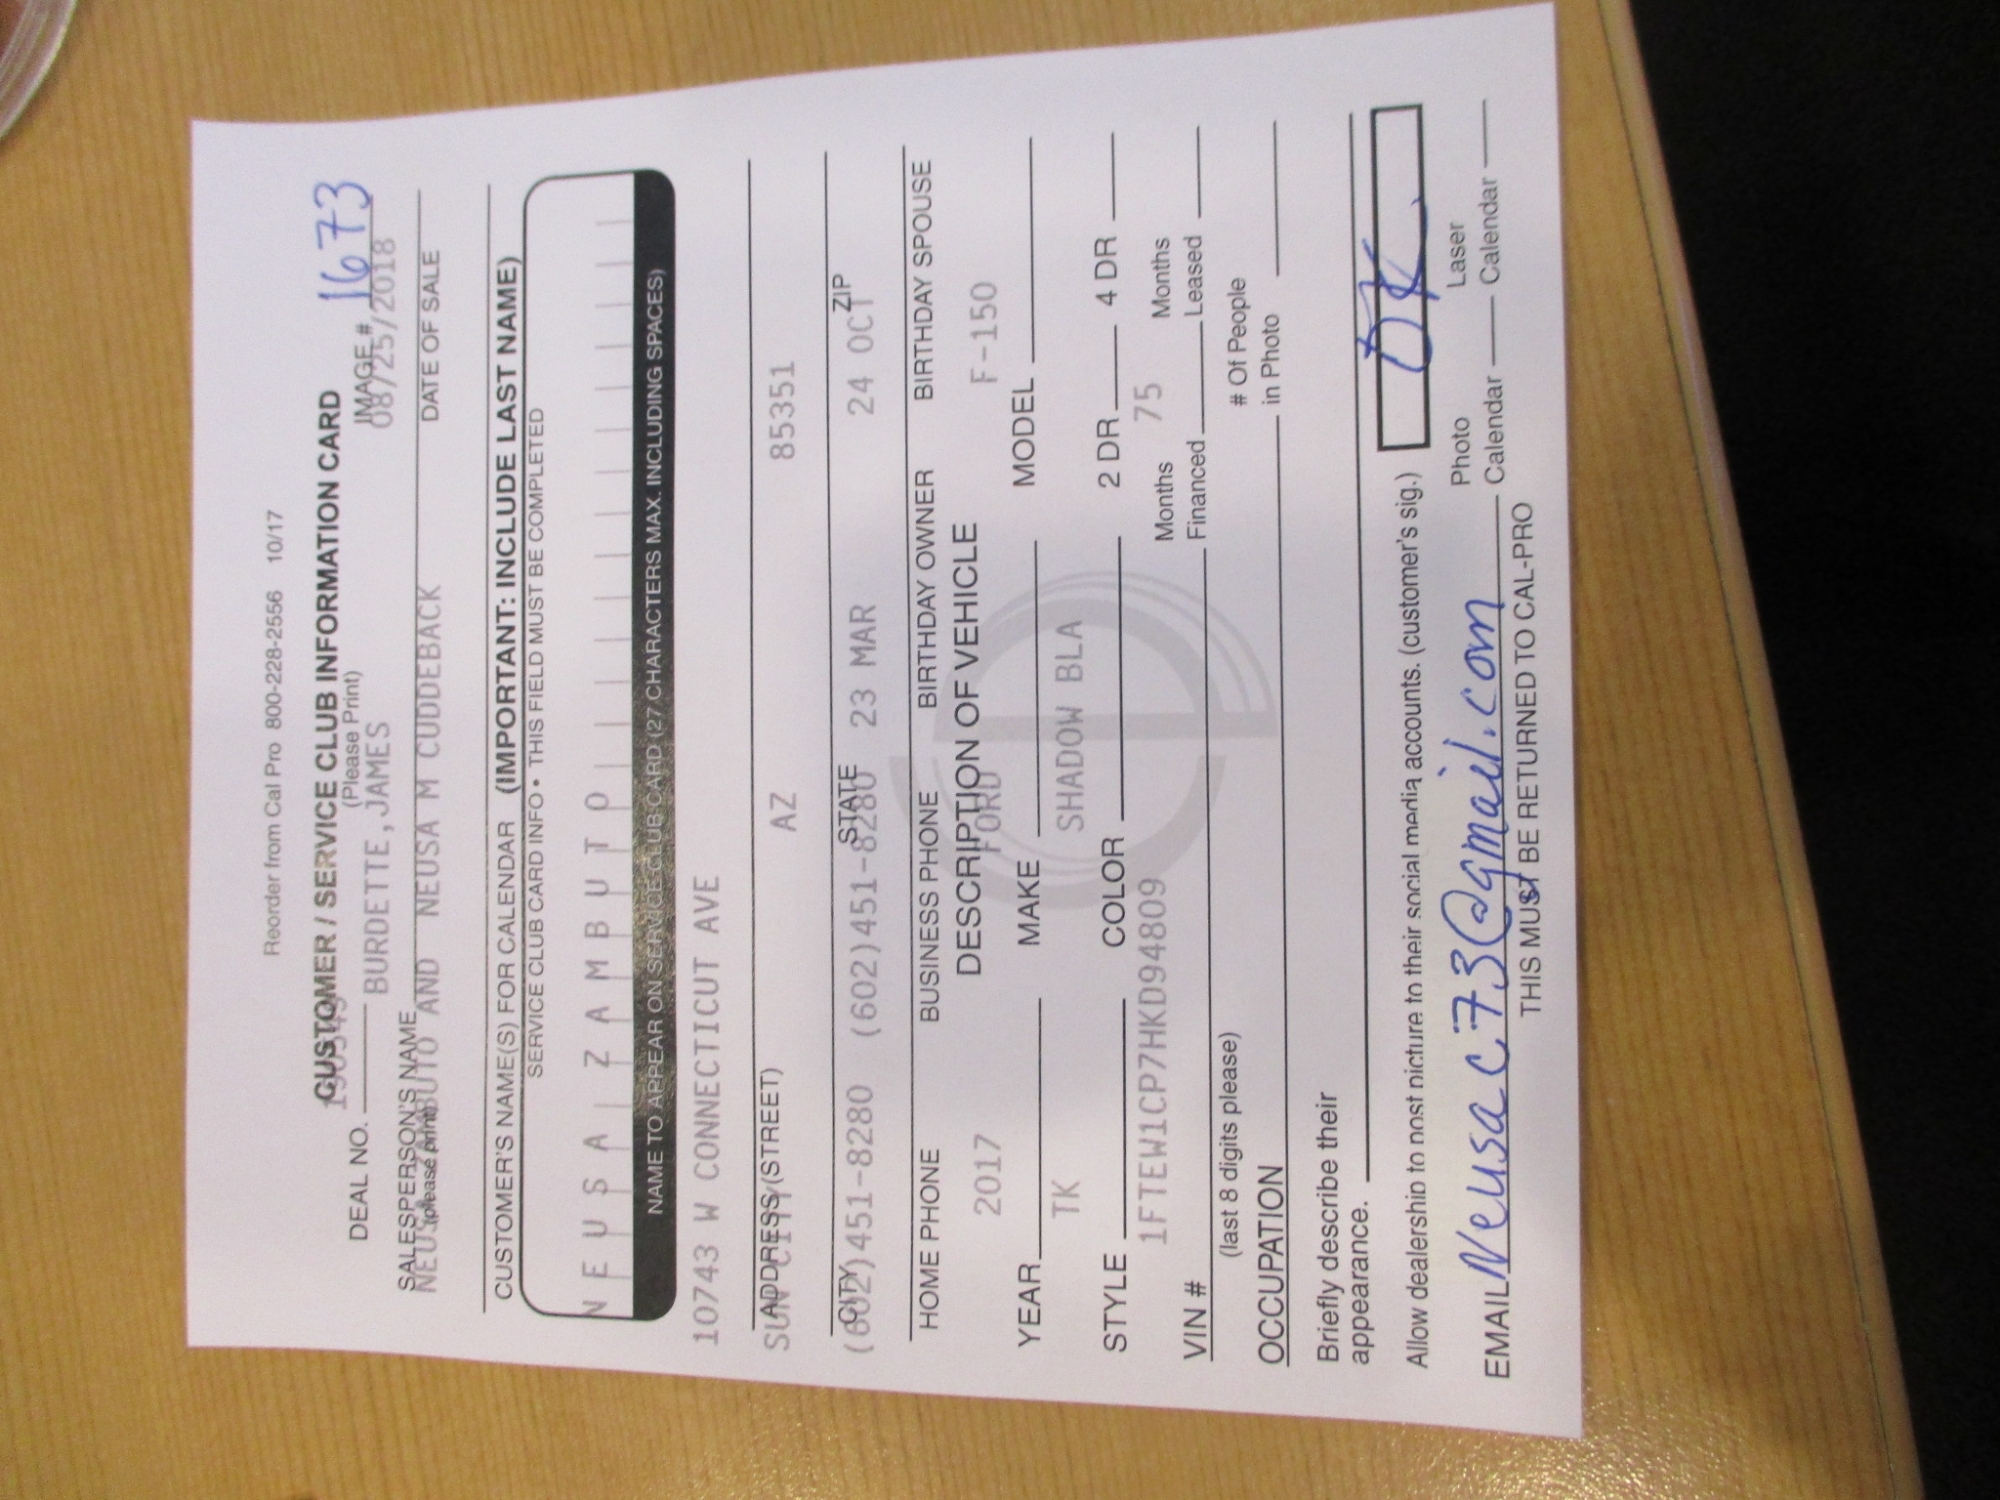 Reorder from Cal Pro 800-228-2556 10/17
CUSTOMER / SERVICE CLUB INFORMATION CARD
(Please Print)
DEAL NO. IMAGE # 1673
BURDETTE,JAMES 08/25/2018
SALESPERSON'S NAME DATE OF SALE
(please print)
NEUSA ZAMBUTO AND NEUSA M CUDDEBACK
CUSTOMER'S NAME(S) FOR CALENDAR (IMPORTANT: INCLUDE LAST NAME)
SERVICE CLUB CARD INFO • THIS FIELD MUST BE COMPLETED
N E U S A Z A M B U T O
NAME TO APPEAR ON SERVICE CLUB CARD (27 CHARACTERS MAX. INCLUDING SPACES)
10743 W CONNECTICUT AVE
ADDRESS (STREET)
SUN CITY AZ 85351
CITY STATE ZIP
(602)451-8280 (602)451-8280 23 MAR 24 OCT
HOME PHONE BUSINESS PHONE BIRTHDAY OWNER BIRTHDAY SPOUSE
DESCRIPTION OF VEHICLE
2017 FORD F-150
YEAR MAKE MODEL
TK SHADOW BLA
STYLE COLOR 2 DR 4 DR
1FTEW1CP7HKD94809 Months 75 Months
VIN # Financed Leased
(last 8 digits please)
OCCUPATION # Of People in Photo
Briefly describe their
appearance.
Allow dealership to post picture to their social media accounts. (customer's sig.) OK
Photo Laser
EMAIL Neusac73@gmail.com Calendar Calendar
THIS MUST BE RETURNED TO CAL-PRO